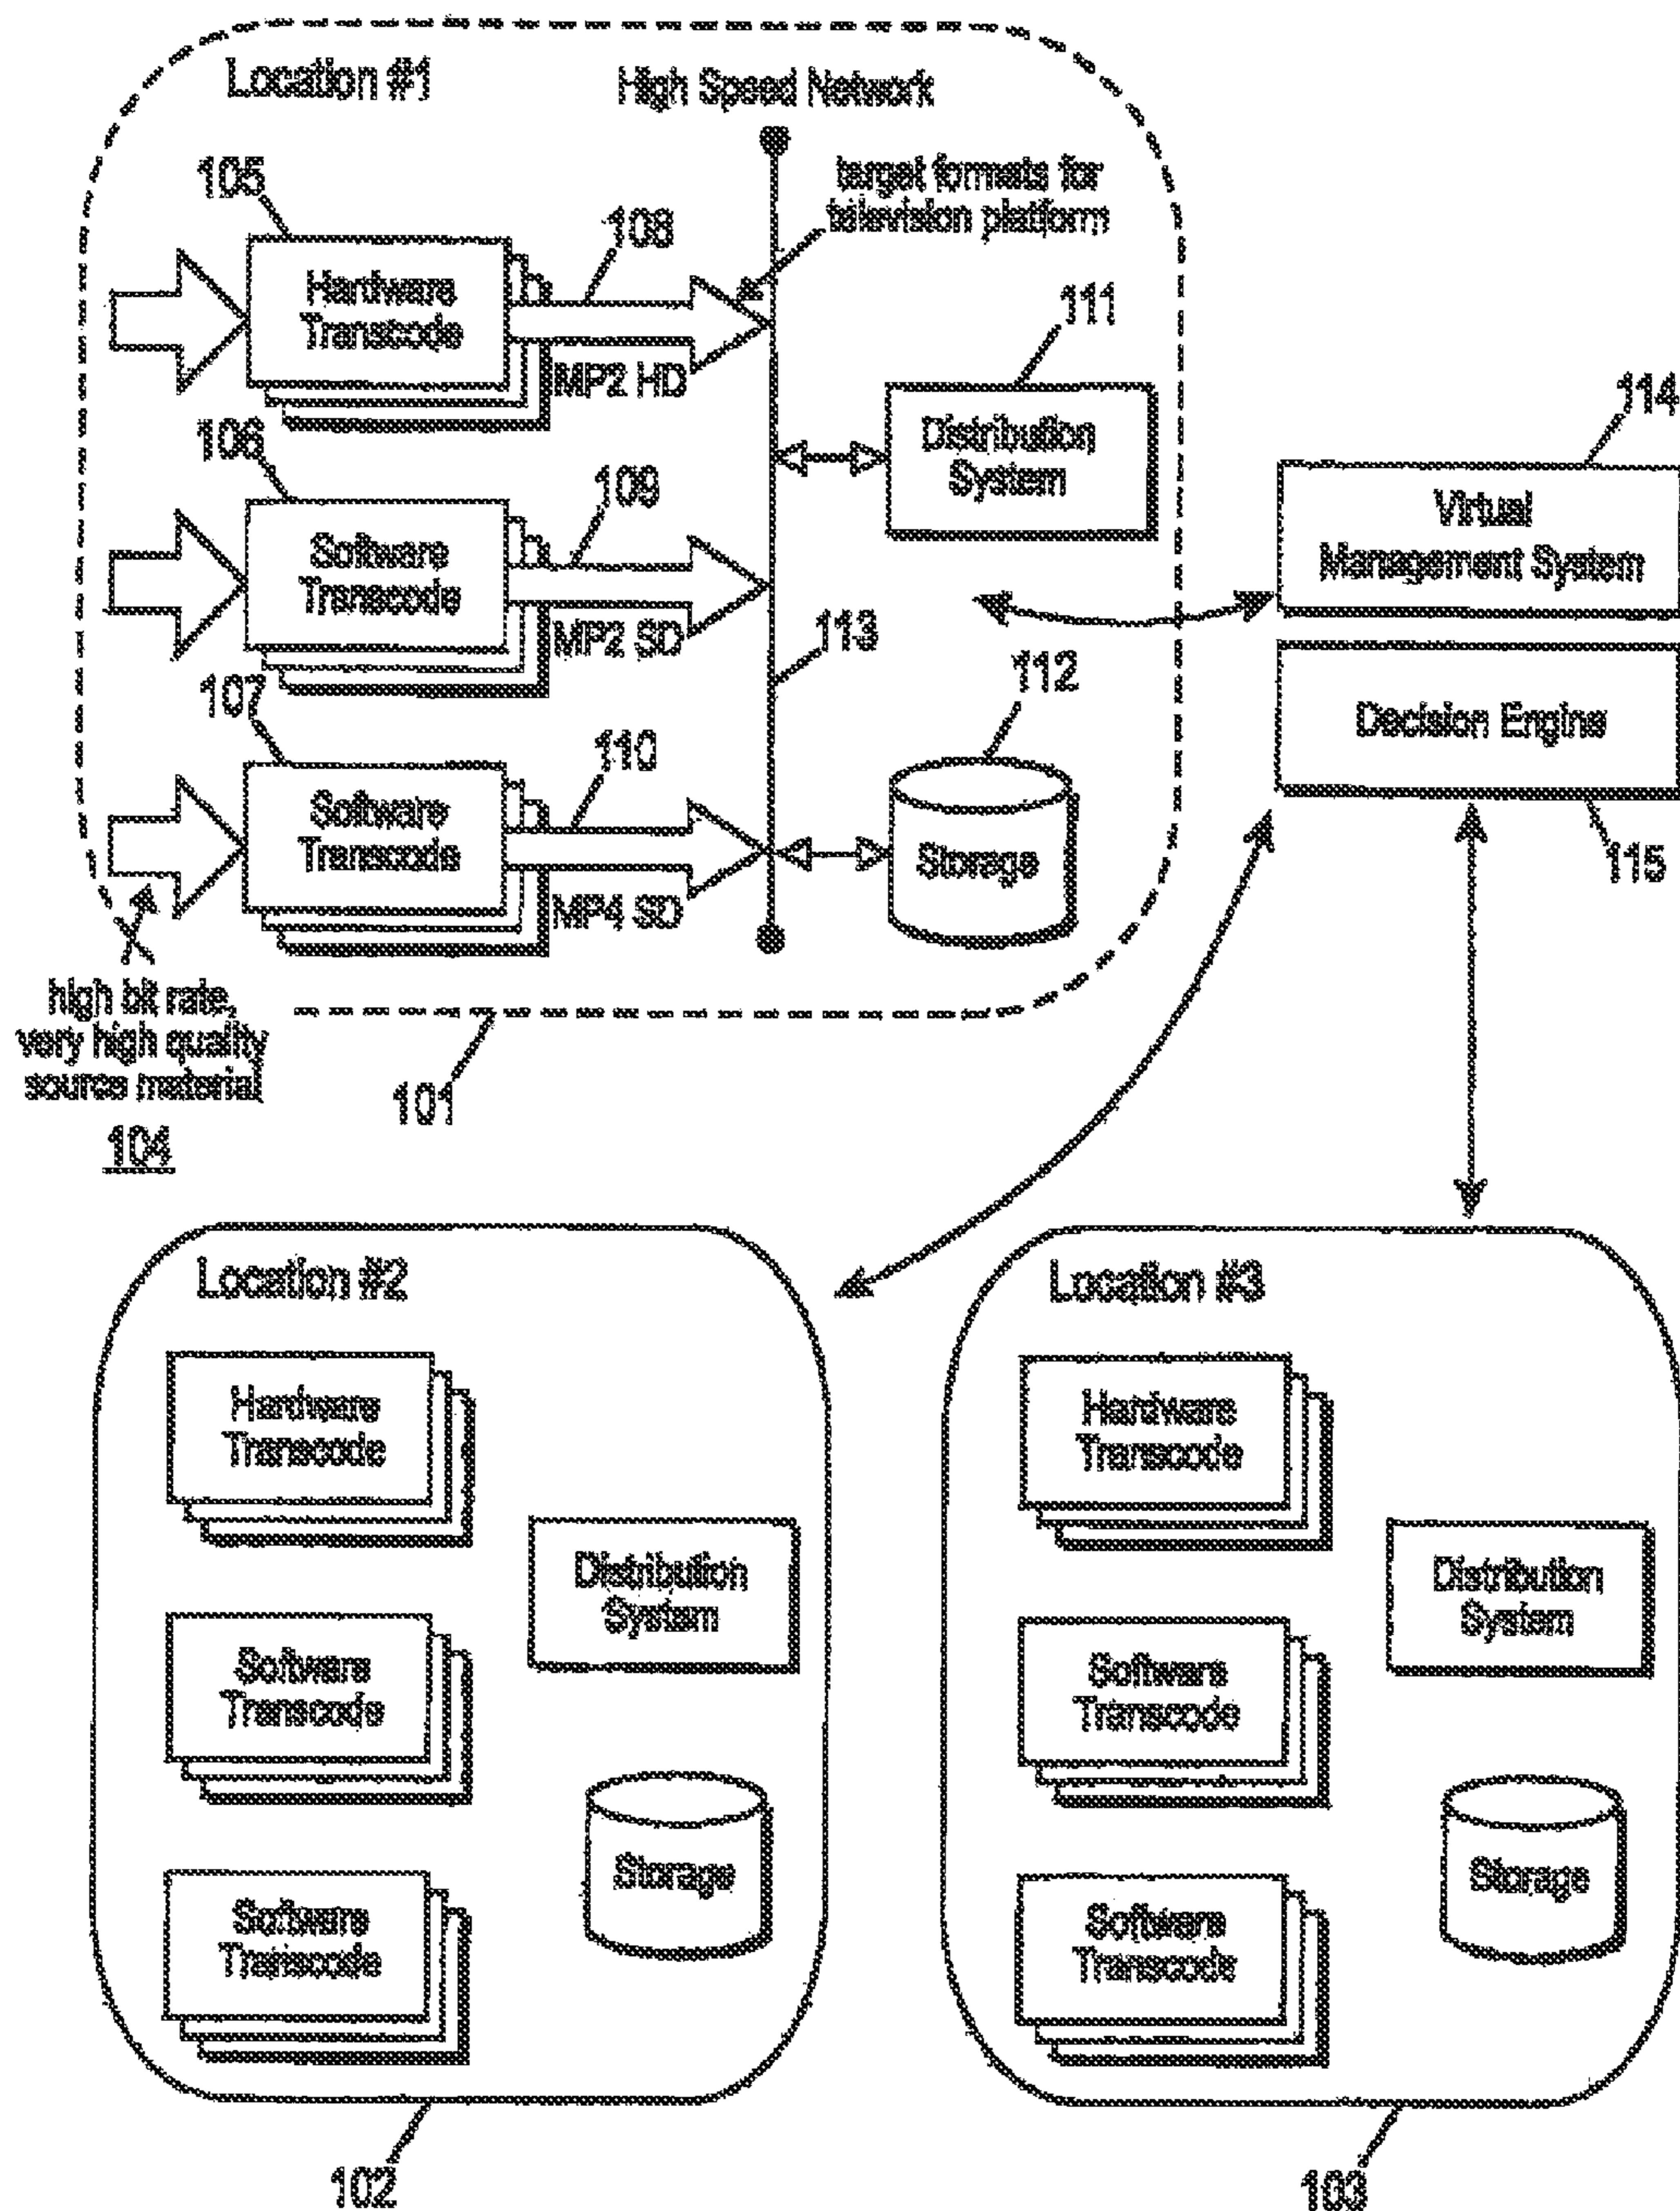 Location #1
High Speed Network
target formats for
television platform
105
108
Hardware
Transcode
MP2 HD
111
Distribution
System
106
109
Software
Transcode
MP2 SD
113
114
Virtual
Management System
Decision Engine
115
107
110
112
Software
Transcode
MP4 SD
Storage
high bit rate,
very high quality
source material
104
101
Location #2
Hardware
Transcode
Distribution
System
Software
Transcode
Storage
Software
Transcode
102
Location #3
Hardware
Transcode
Distribution
System
Software
Transcode
Storage
Software
Transcode
103